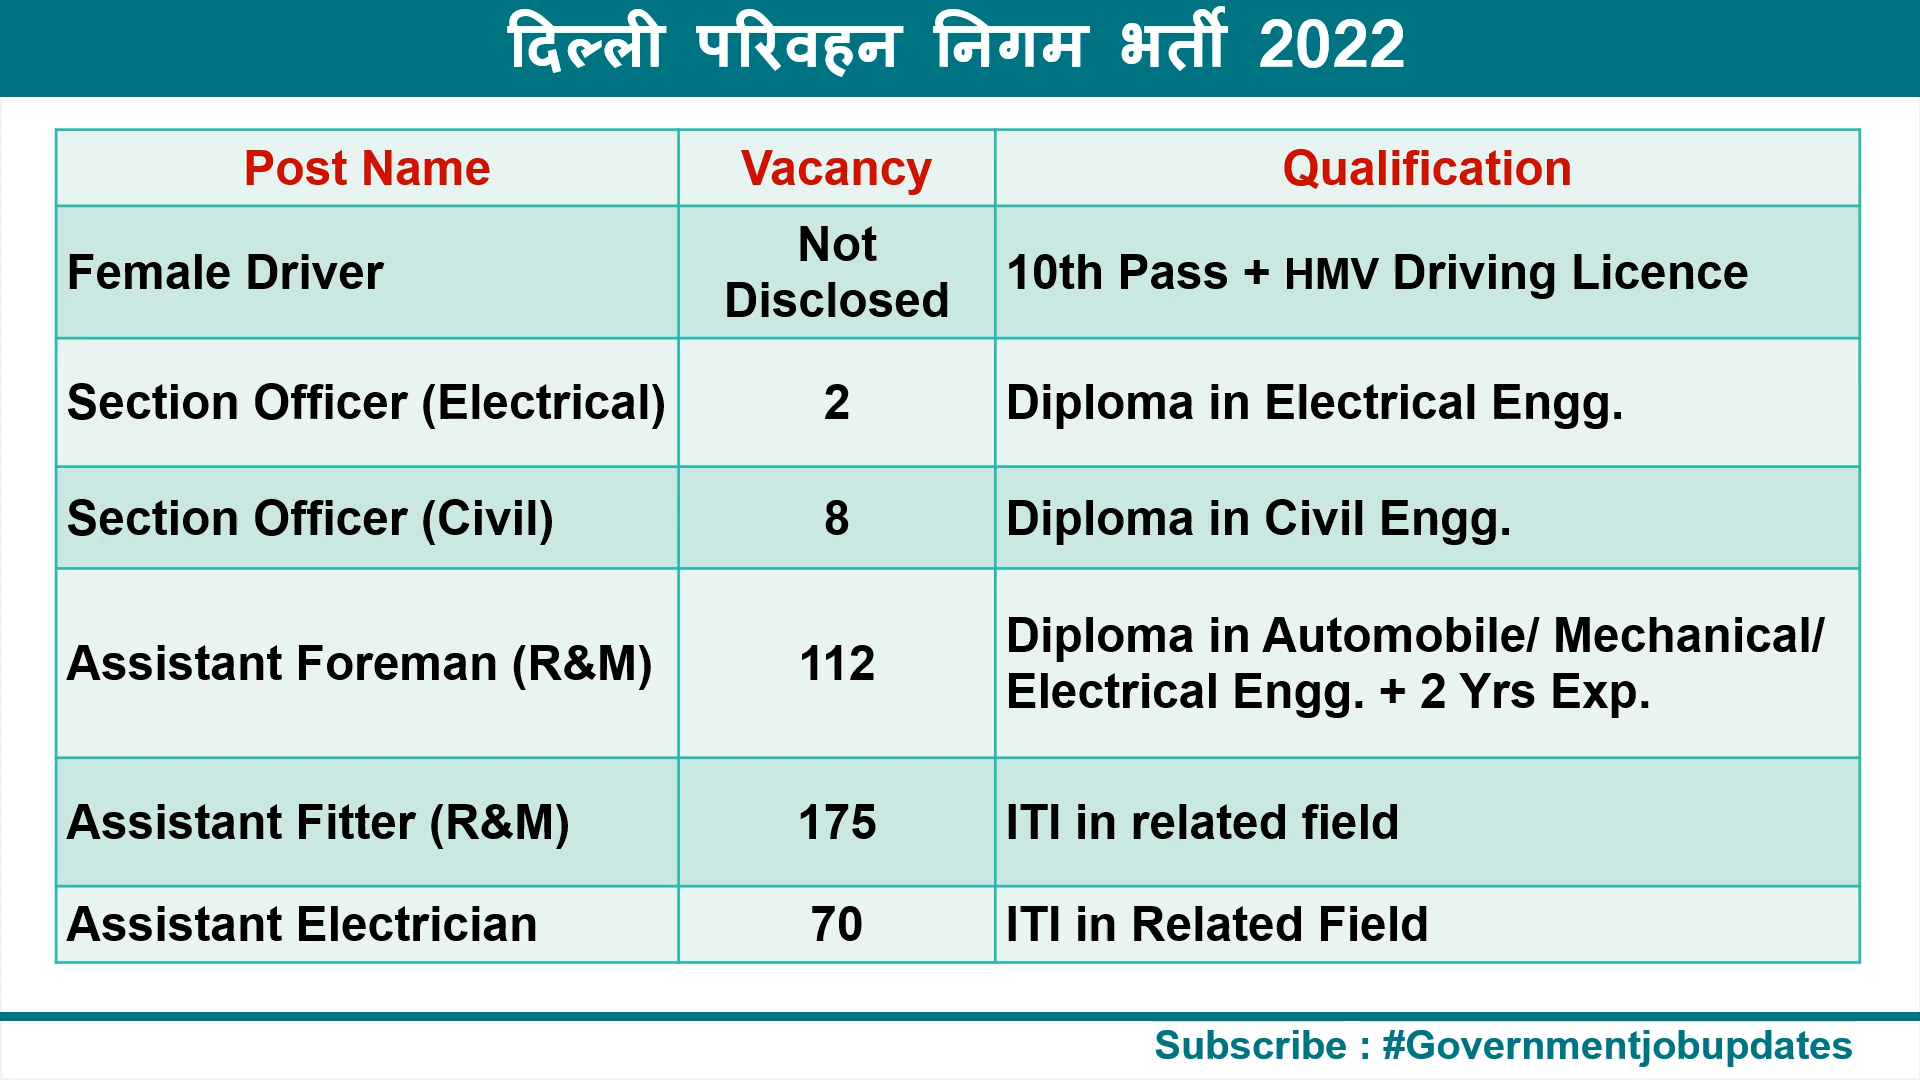 दिल्ली परिवहन निगम भर्ती 2022
Post Name Vacancy Qualification
Female Driver Not Disclosed 10th Pass + HMV Driving Licence
Section Officer (Electrical) 2 Diploma in Electrical Engg.
Section Officer (Civil) 8 Diploma in Civil Engg.
Assistant Foreman (R&M) 112 Diploma in Automobile/ Mechanical/
Electrical Engg. + 2 Yrs Exp.
Assistant Fitter (R&M) 175 ITI in related field
Assistant Electrician 70 ITI in Related Field
Subscribe : #Governmentjobupdates